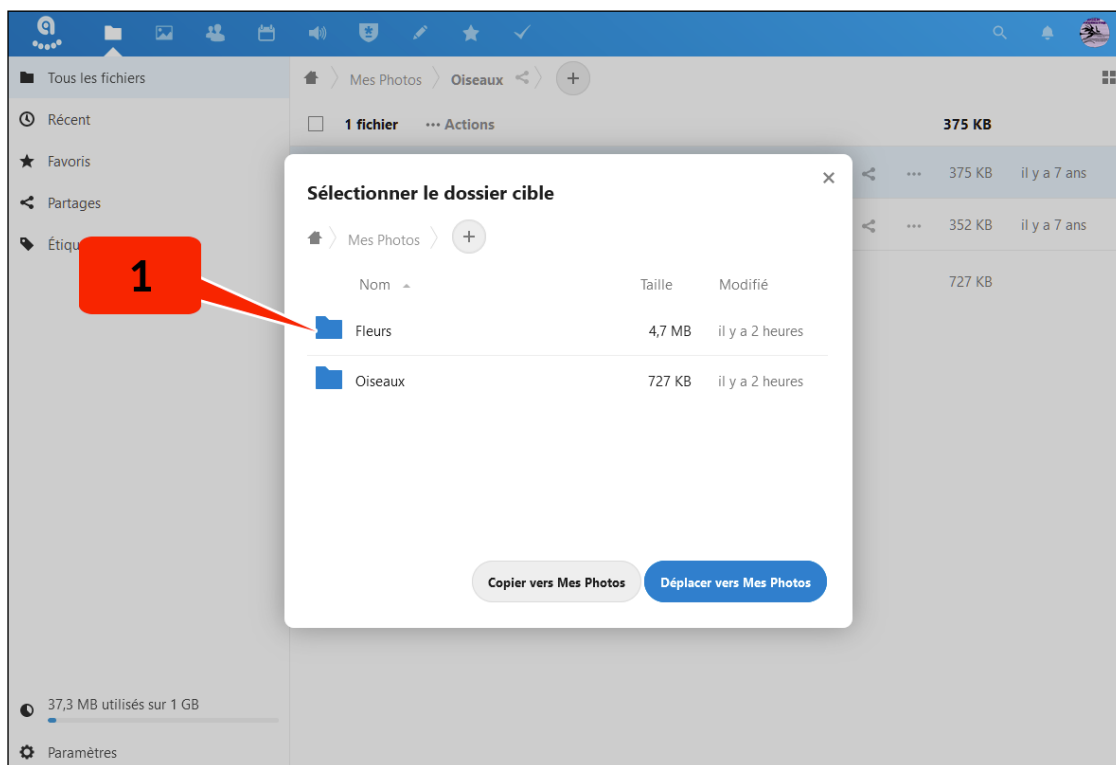 a
Tous les fichiers
Mes Photos Oiseaux +
Récent
1 fichier ••• Actions 375 KB
Favoris
375 KB il y a 7 ans
Sélectionner le dossier cible
Partages
352 KB il y a 7 ans
Mes Photos +
Étiqu
1
727 KB
Nom Taille Modifié
Fleurs 4,7 MB il y a 2 heures
Oiseaux 727 KB il y a 2 heures
Copier vers Mes Photos Déplacer vers Mes Photos
37,3 MB utilisés sur 1 GB
Paramètres